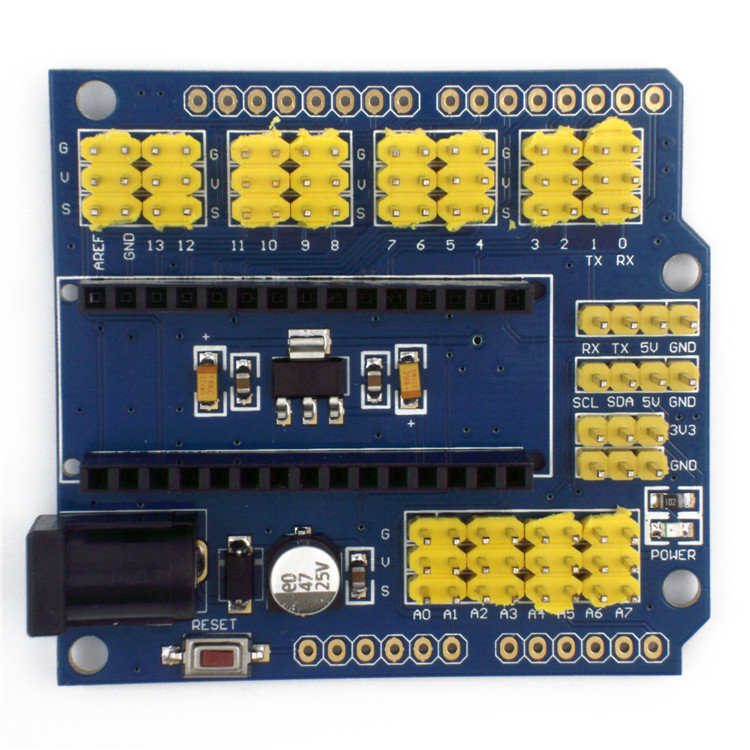 G G G G
V V V V
S S S S
AREF GND 13 12 11 10 9 8 7 6 5 4 3 2 1 0
TX RX
RX TX 5V GND
SCL SDA 5V GND
3V3
GND
102
POWER
G
V
S
A0 A1 A2 A3 A4 A5 A6 A7
e0
47
25V
RESET
+
+